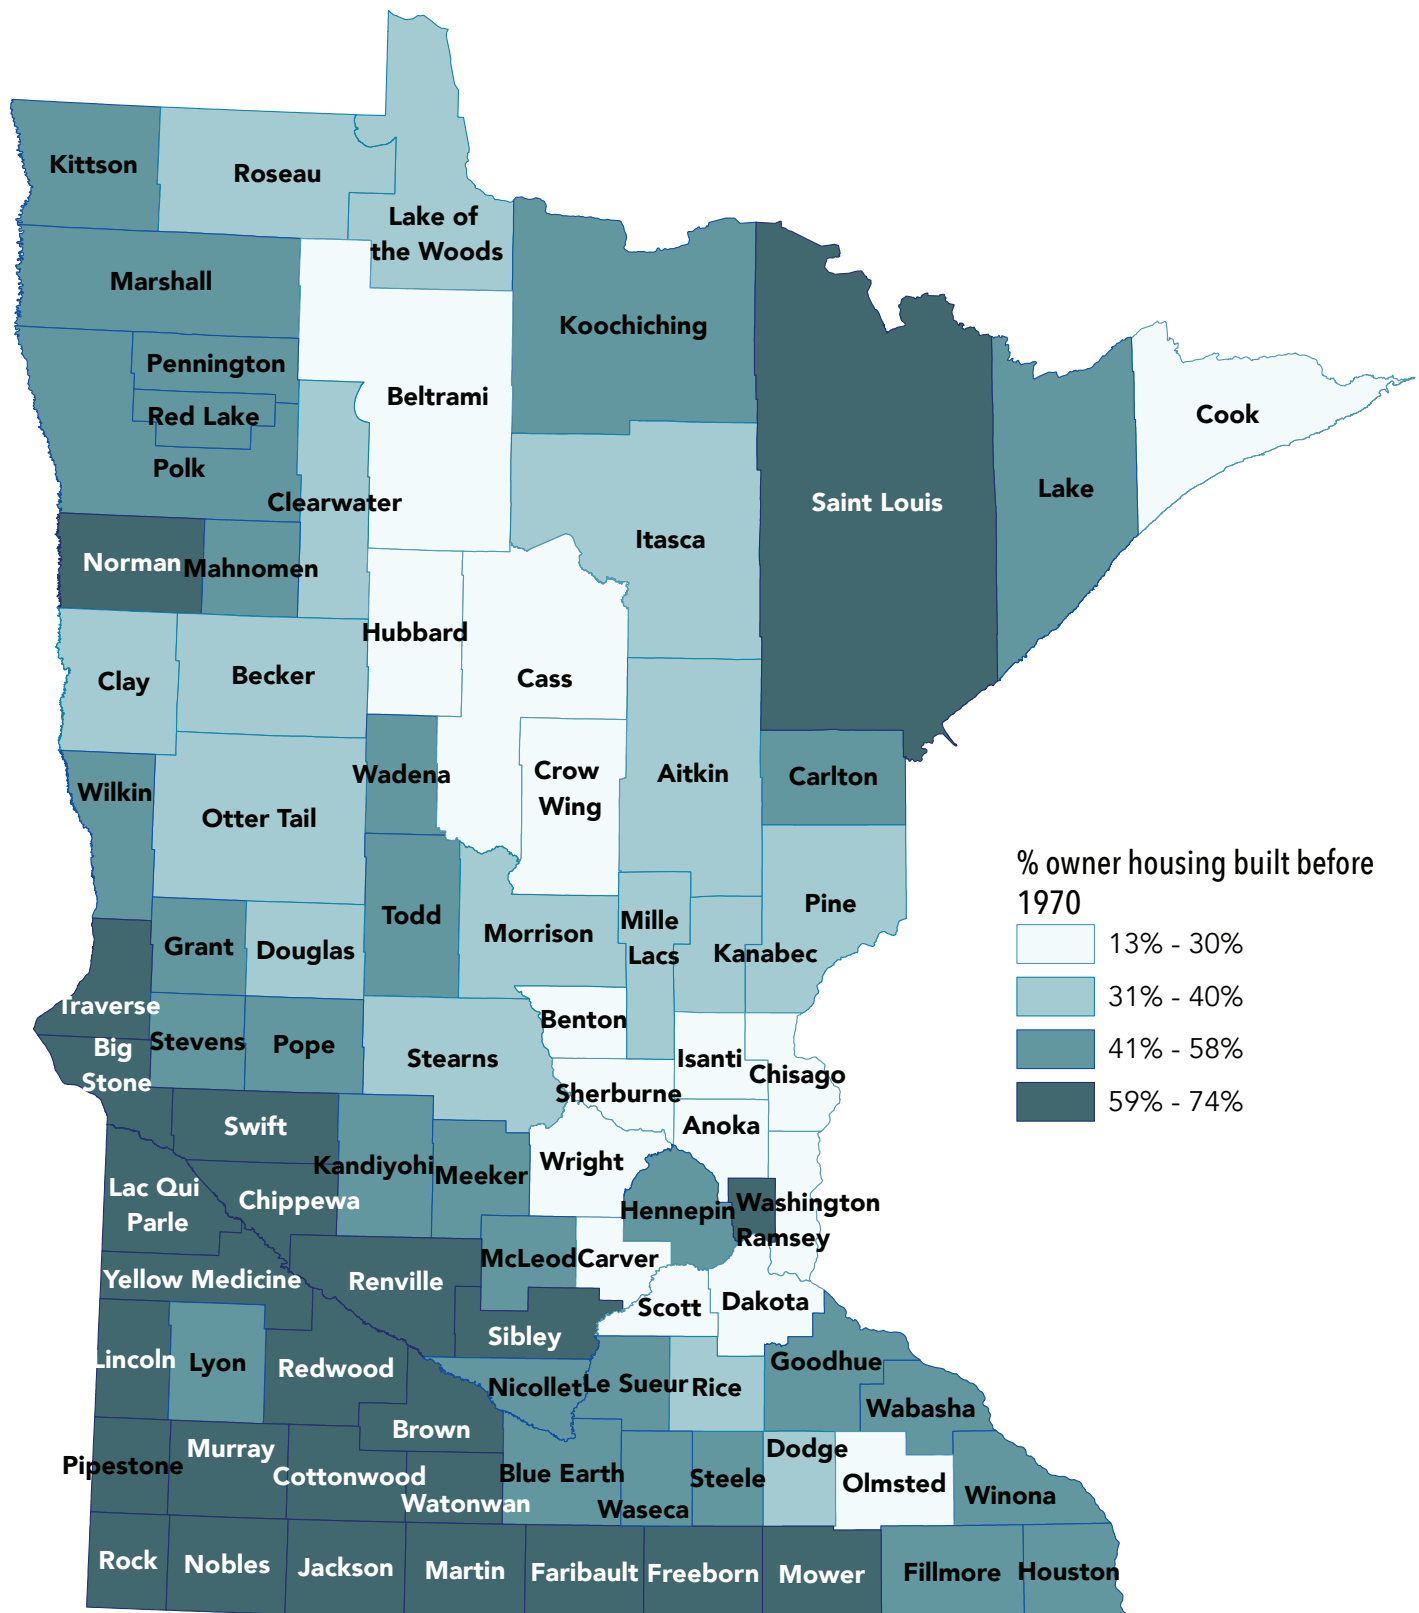 Kittson
Roseau
Lake of
the Woods
Marshall
Koochiching
Pennington
Beltrami
Red Lake
Cook
Polk
Lake
Clearwater
Saint Louis
Itasca
Norman
Mahnomen
Hubbard
Becker
Clay
Cass
Wadena
Crow
Wing
Aitkin
Carlton
Wilkin
Otter Tail
% owner housing built before
1970
13% - 30%
31% - 40%
41% - 58%
59% - 74%
Pine
Todd
Mille
Lacs
Morrison
Grant
Douglas
Kanabec
Traverse
Benton
Stevens
Pope
Big
Stone
Stearns
Isanti
Chisago
Sherburne
Swift
Anoka
Kandiyohi
Meeker
Wright
Lac Qui
Parle
Chippewa
Hennepin
Washington
Ramsey
McLeod
Carver
Yellow Medicine
Renville
Scott
Dakota
Sibley
Lincoln
Lyon
Redwood
Goodhue
Nicollet
Le Sueur
Rice
Wabasha
Brown
Murray
Dodge
Pipestone
Cottonwood
Blue Earth
Steele
Olmsted
Watonwan
Waseca
Winona
Rock
Nobles
Jackson
Martin
Faribault
Freeborn
Mower
Fillmore
Houston